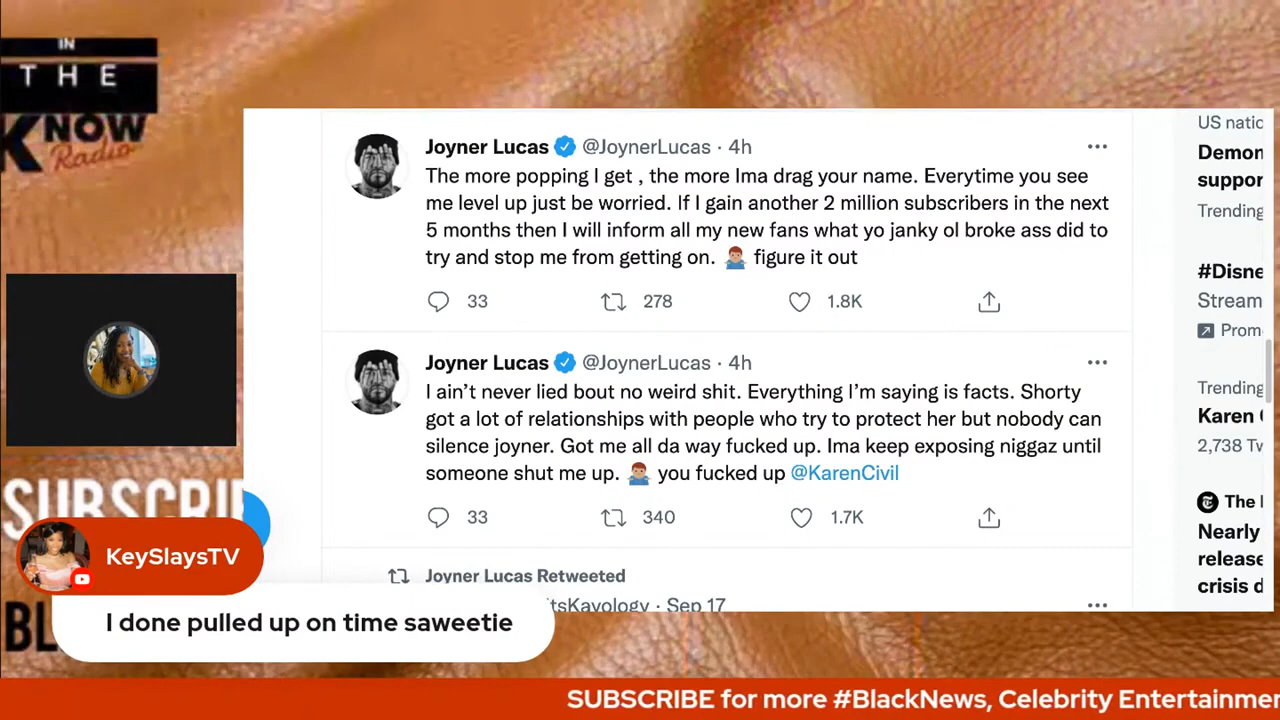 IN
THE
KNOW
Radio
Joyner Lucas @JoynerLucas · 4h
The more popping I get , the more Ima drag your name. Everytime you see
me level up just be worried. If I gain another 2 million subscribers in the next
5 months then I will inform all my new fans what yo janky ol broke ass did to
try and stop me from getting on. 🤷🏽‍♂️ figure it out
33 278 1.8K
Joyner Lucas @JoynerLucas · 4h
I ain’t never lied bout no weird shit. Everything I’m saying is facts. Shorty
got a lot of relationships with people who try to protect her but nobody can
silence joyner. Got me all da way fucked up. Ima keep exposing niggaz until
someone shut me up. 🤷🏽‍♂️ you fucked up @KarenCivil
33 340 1.7K
Joyner Lucas Retweeted
itsKayology · Sep 17
US natio
Demon
suppor
Trending
#Disne
Stream
Prom
Trending
Karen
2,738 Tw
The
Nearly
release
crisis d
SUBSCRI
BL
KeySlaysTV
I done pulled up on time saweetie
SUBSCRIBE for more #BlackNews, Celebrity Entertainmen